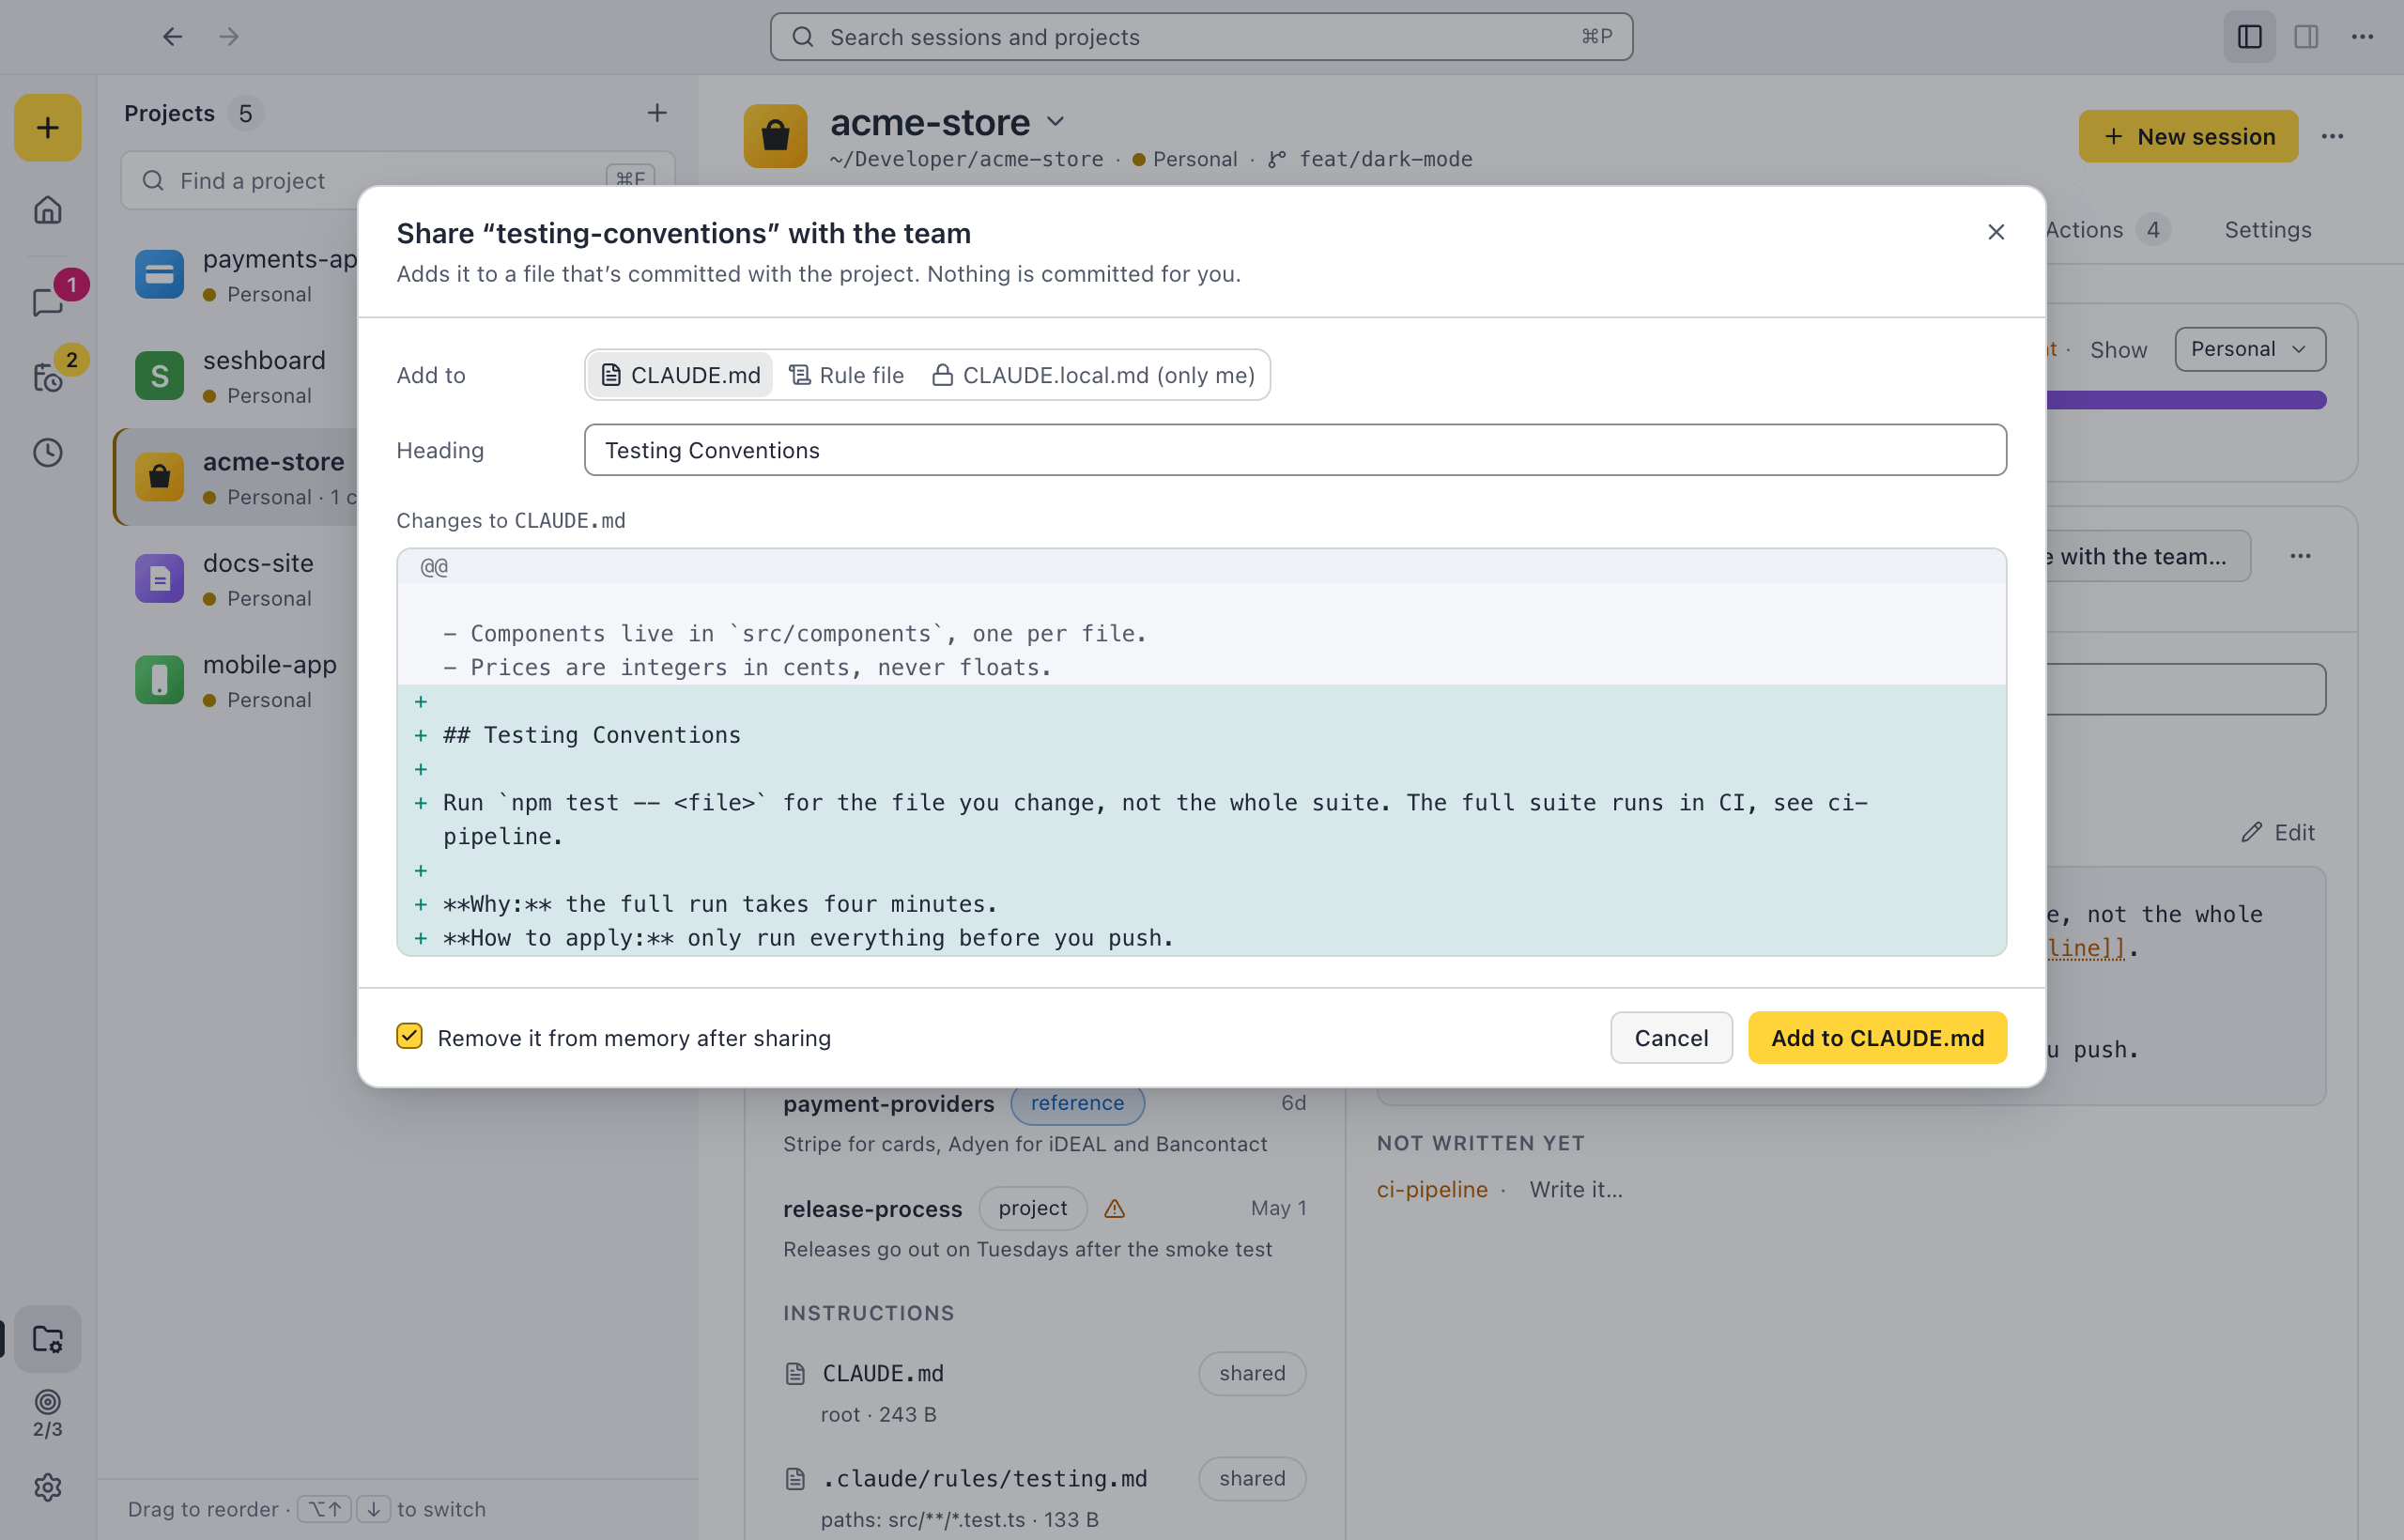 Search sessions and projects ⌘P
Projects 5
Find a project ⌘F
payments-ap
Personal
seshboard
Personal
acme-store
Personal · 1 c
docs-site
Personal
mobile-app
Personal
1
2
S
2/3
Drag to reorder · ⌥↑ ↓ to switch
acme-store
~/Developer/acme-store · Personal · feat/dark-mode
+ New session
Actions 4 Settings
Show Personal
e with the team...
Edit
e, not the whole
line]].
u push.
Share “testing-conventions” with the team
Adds it to a file that’s committed with the project. Nothing is committed for you.
Add to CLAUDE.md Rule file CLAUDE.local.md (only me)
Heading Testing Conventions
Changes to CLAUDE.md
@@
- Components live in `src/components`, one per file.
- Prices are integers in cents, never floats.
+
+ ## Testing Conventions
+
+ Run `npm test -- <file>` for the file you change, not the whole suite. The full suite runs in CI, see ci-
pipeline.
+
+ **Why:** the full run takes four minutes.
+ **How to apply:** only run everything before you push.
Remove it from memory after sharing
Cancel
Add to CLAUDE.md
payment-providers reference 6d
Stripe for cards, Adyen for iDEAL and Bancontact
release-process project May 1
Releases go out on Tuesdays after the smoke test
INSTRUCTIONS
CLAUDE.md shared
root · 243 B
.claude/rules/testing.md shared
paths: src/**/*.test.ts · 133 B
NOT WRITTEN YET
ci-pipeline · Write it...